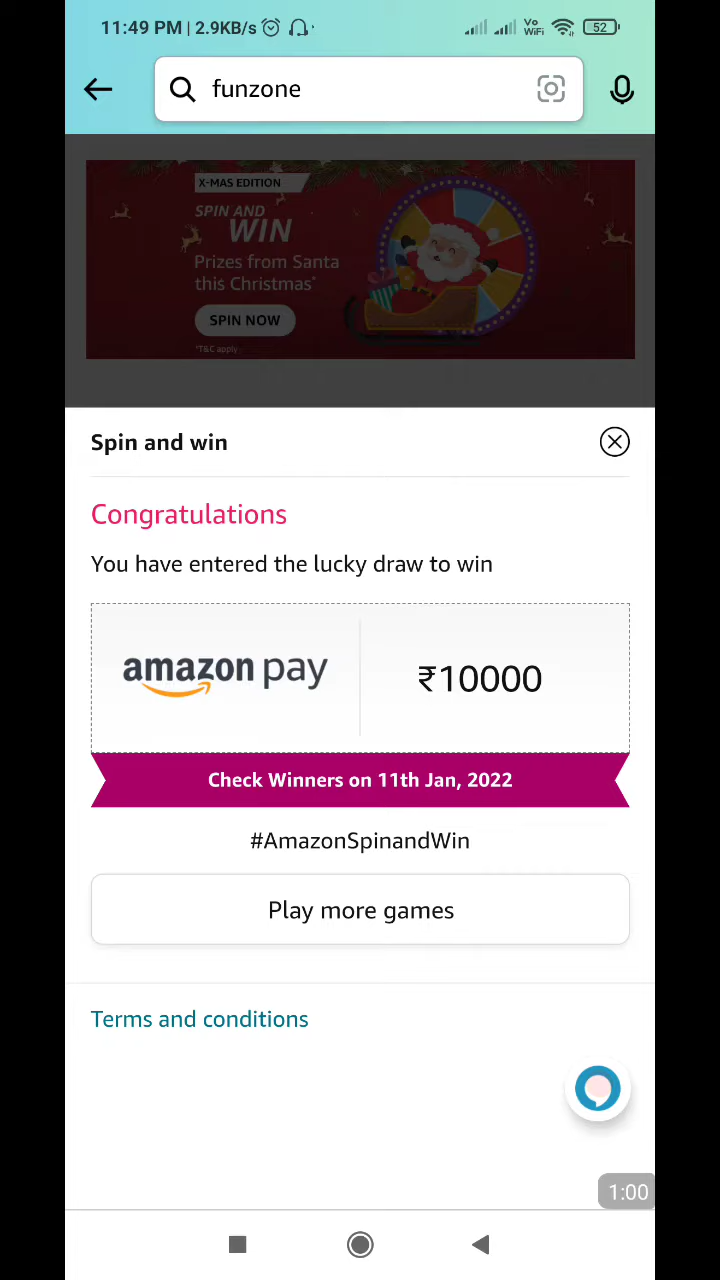 11:49 PM | 2.9KB/s
Vo
WiFi
52
funzone
X-MAS EDITION
SPIN AND
WIN
Prizes from Santa
this Christmas*
SPIN NOW
*T&C apply
Spin and win
Congratulations
You have entered the lucky draw to win
amazon pay
₹10000
Check Winners on 11th Jan, 2022
#AmazonSpinandWin
Play more games
Terms and conditions
1:00